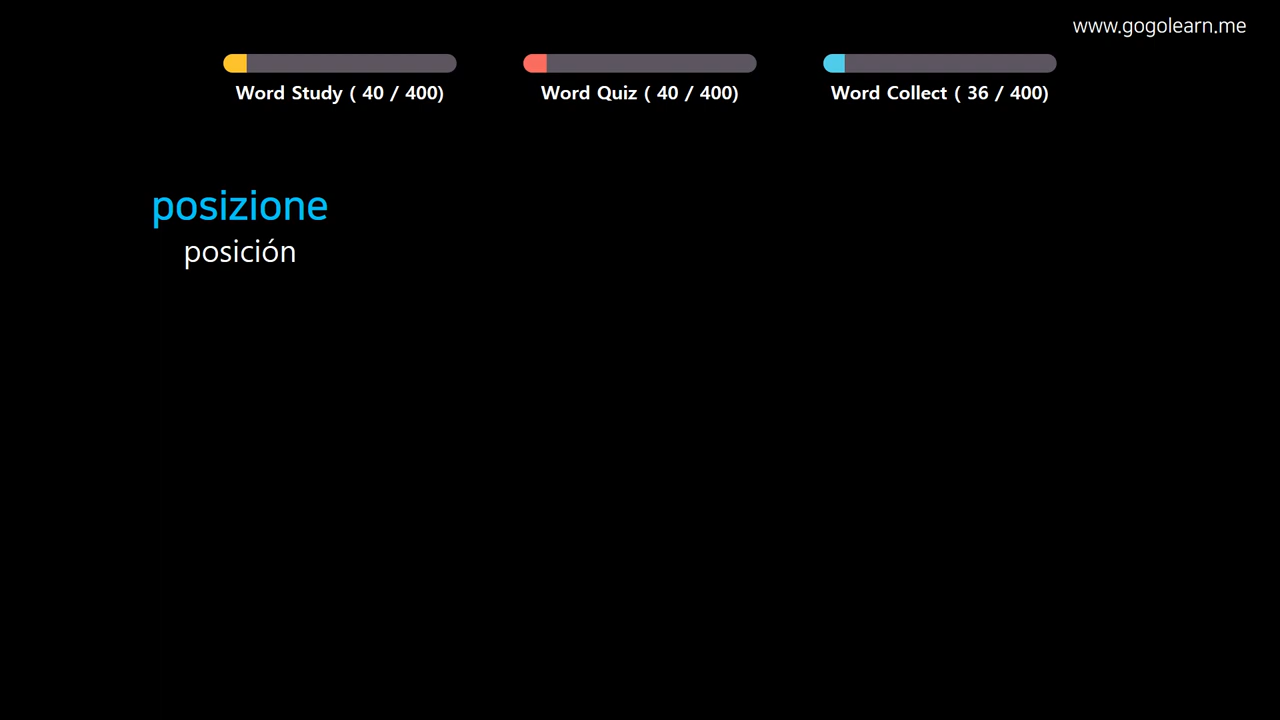 www.gogolearn.me
Word Study ( 40 / 400)
Word Quiz ( 40 / 400)
Word Collect ( 36 / 400)
posizione
posición